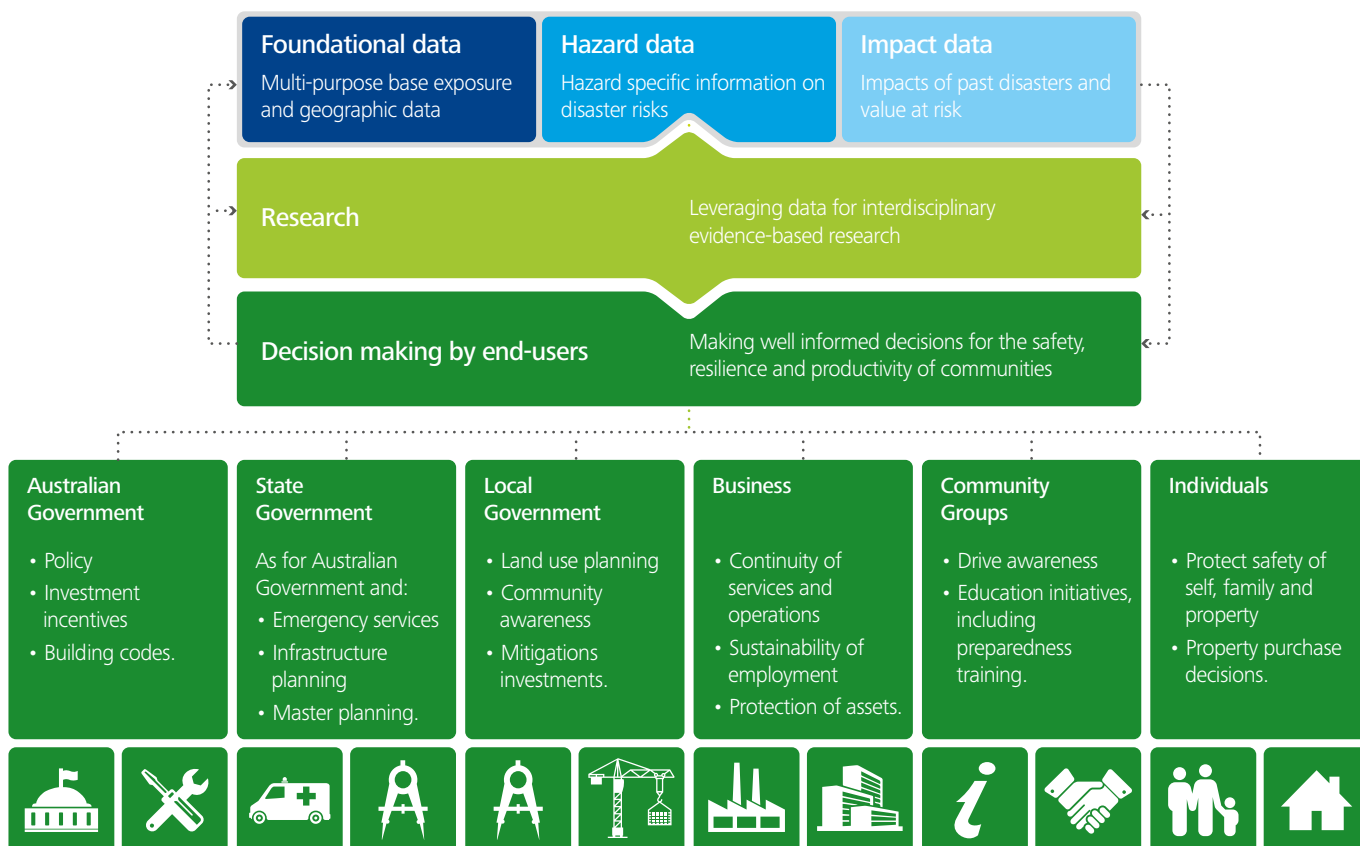 Foundational data
Multi-purpose base exposure
and geographic data
Hazard data
Hazard specific information on
disaster risks
Impact data
Impacts of past disasters and
value at risk
Research
Leveraging data for interdisciplinary
evidence-based research
Decision making by end-users
Making well informed decisions for the safety,
resilience and productivity of communities
Australian
Government
• Policy
• Investment
incentives
• Building codes.
State
Government
As for Australian
Government and:
• Emergency services
• Infrastructure
planning
• Master planning.
Local
Government
• Land use planning
• Community
awareness
• Mitigations
investments.
Business
• Continuity of
services and
operations
• Sustainability of
employment
• Protection of assets.
Community
Groups
• Drive awareness
• Education initiatives,
including
preparedness
training.
Individuals
• Protect safety of
self, family and
property
• Property purchase
decisions.
i